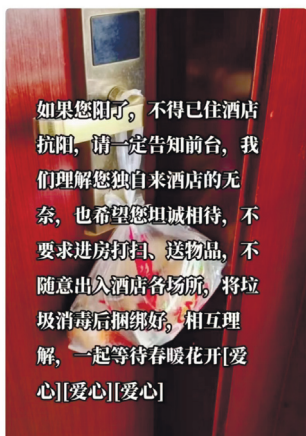 如果您阳了，不得已住酒店
抗阳，请一定告知前台，我
们理解您独自来酒店的无
奈，也希望您坦诚相待，不
要求进房打扫、送物品，不
随意出入酒店各场所，将垃
圾消毒后捆绑好，相互理
解，一起等待春暖花开[爱
心][爱心][爱心]